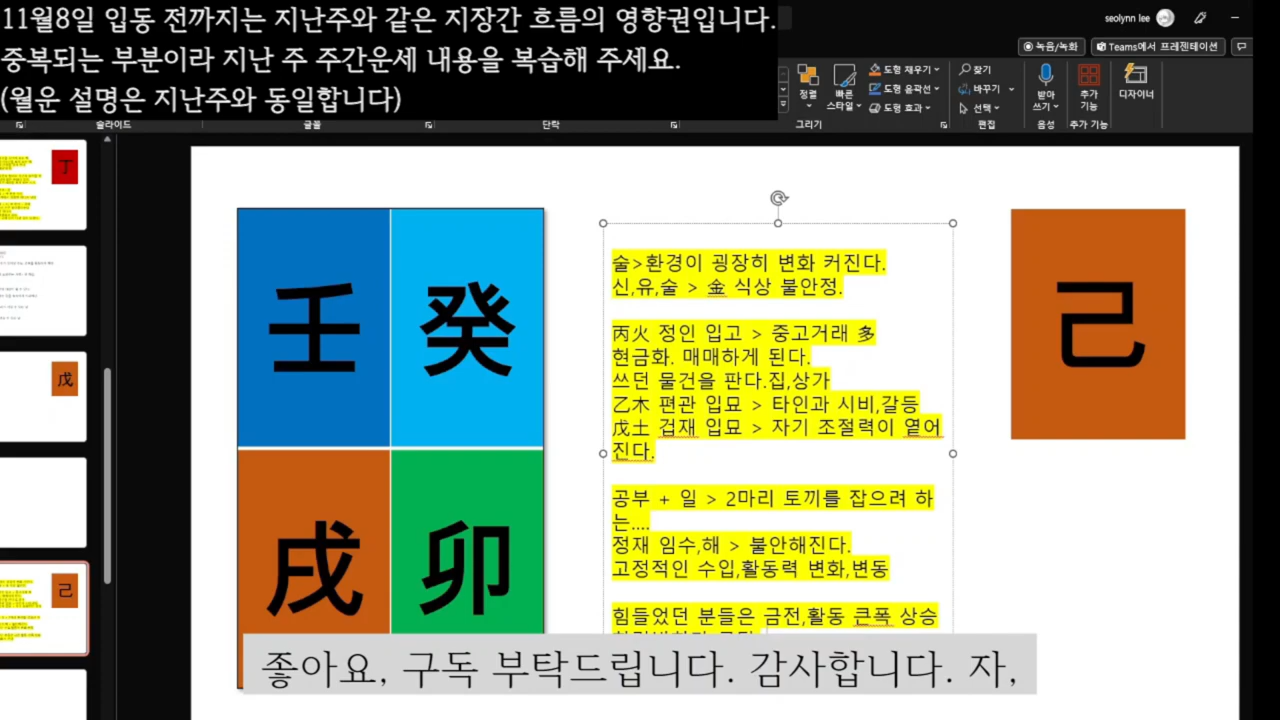 11월8일 입동 전까지는 지난주와 같은 지장간 흐름의 영향권입니다.
중복되는 부분이라 지난 주 주간운세 내용을 복습해 주세요.
(월운 설명은 지난주와 동일합니다)
seolynn lee
녹음/녹화
Teams에서 프레젠테이션
정렬
빠른
스타일
도형 채우기
도형 윤곽선
도형 효과
찾기
바꾸기
선택
받아
쓰기
추가
기능
디자이너
슬라이드
글꼴
단락
그리기
편집
음성
추가 기능
丁
戊
己
壬 癸
戌 卯
술>환경이 굉장히 변화 커진다.
신,유,술 > 金 식상 불안정.
丙火 정인 입고 > 중고거래 多
현금화. 매매하게 된다.
쓰던 물건을 판다.집,상가
乙木 편관 입묘 > 타인과 시비,갈등
戊土 겁재 입묘 > 자기 조절력이 옅어
진다.
공부 + 일 > 2마리 토끼를 잡으려 하
는....
정재 임수,해 > 불안해진다.
고정적인 수입,활동력 변화,변동
힘들었던 분들은 금전,활동 큰폭 상승
己
좋아요, 구독 부탁드립니다. 감사합니다. 자,